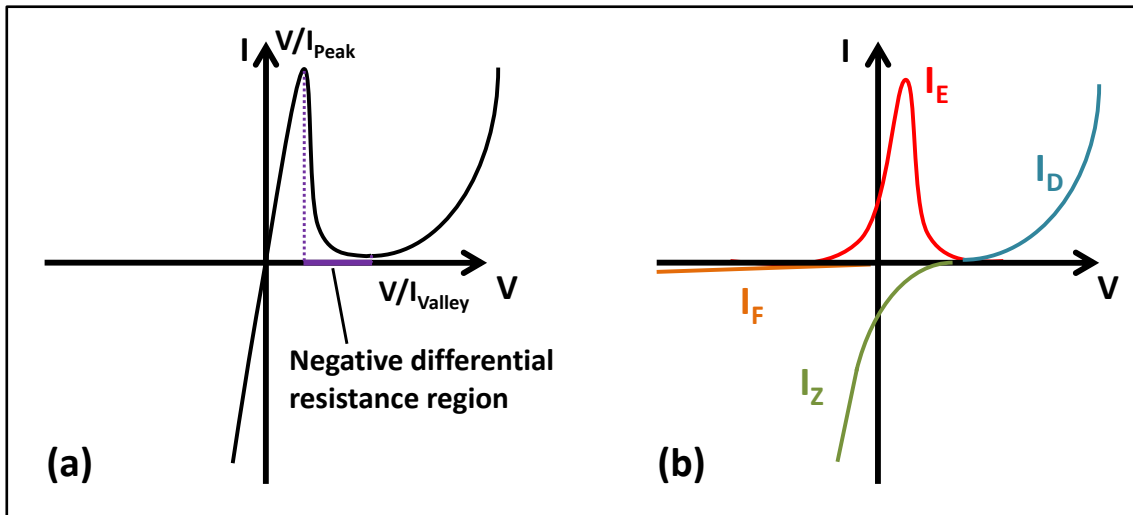 I
V/I_Peak
V/I_Valley
V
Negative differential
resistance region
(a)
I
I_E
I_D
V
I_F
I_Z
(b)